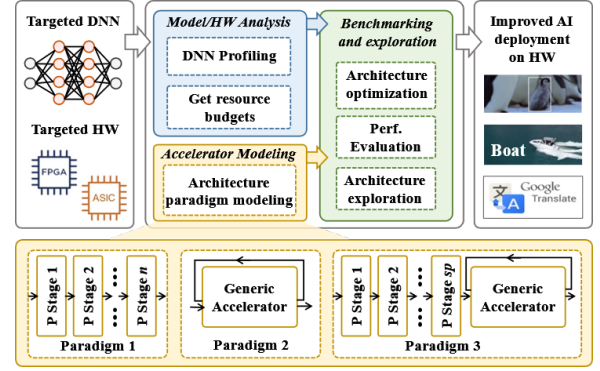 Targeted DNN
Targeted HW
FPGA
ASIC
Model/HW Analysis
DNN Profiling
Get resource
budgets
Accelerator Modeling
Architecture
paradigm modeling
Benchmarking
and exploration
Architecture
optimization
Perf.
Evaluation
Architecture
exploration
Improved AI
deployment
on HW
Boat
文
A
Google
Translate
P Stage 1
P Stage 2
P Stage n
Paradigm 1
Generic
Accelerator
Paradigm 2
P Stage 1
P Stage 2
P Stage sp
Generic
Accelerator
Paradigm 3